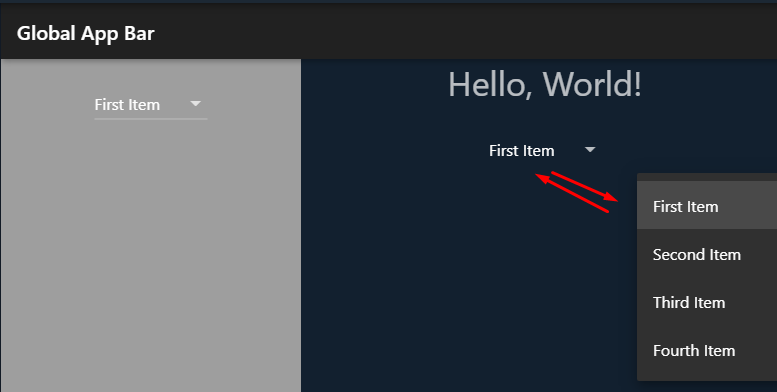 Global App Bar
First Item
Hello, World!
First Item
First Item
Second Item
Third Item
Fourth Item